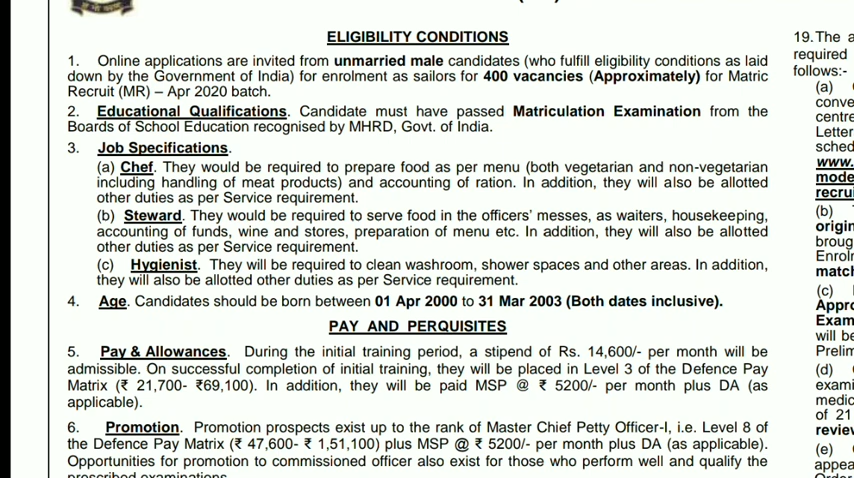 ELIGIBILITY CONDITIONS
1. Online applications are invited from unmarried male candidates (who fulfill eligibility conditions as laid
down by the Government of India) for enrolment as sailors for 400 vacancies (Approximately) for Matric
Recruit (MR) – Apr 2020 batch.
2. Educational Qualifications. Candidate must have passed Matriculation Examination from the
Boards of School Education recognised by MHRD, Govt. of India.
3. Job Specifications.
(a) Chef. They would be required to prepare food as per menu (both vegetarian and non-vegetarian
including handling of meat products) and accounting of ration. In addition, they will also be allotted
other duties as per Service requirement.
(b) Steward. They would be required to serve food in the officers' messes, as waiters, housekeeping,
accounting of funds, wine and stores, preparation of menu etc. In addition, they will also be allotted
other duties as per Service requirement.
(c) Hygienist. They will be required to clean washroom, shower spaces and other areas. In addition,
they will also be allotted other duties as per Service requirement.
4. Age. Candidates should be born between 01 Apr 2000 to 31 Mar 2003 (Both dates inclusive).
PAY AND PERQUISITES
5. Pay & Allowances. During the initial training period, a stipend of Rs. 14,600/- per month will be
admissible. On successful completion of initial training, they will be placed in Level 3 of the Defence Pay
Matrix (₹ 21,700- ₹69,100). In addition, they will be paid MSP @ ₹ 5200/- per month plus DA (as
applicable).
6. Promotion. Promotion prospects exist up to the rank of Master Chief Petty Officer-I, i.e. Level 8 of
the Defence Pay Matrix (₹ 47,600- ₹ 1,51,100) plus MSP @ ₹ 5200/- per month plus DA (as applicable).
Opportunities for promotion to commissioned officer also exist for those who perform well and qualify the
prescribed examinations.
19. The a
required
follows:-
(a)
conve
centre
Letter
sched
www.
mode
recrui
(b)
origin
broug
Enrolr
match
(c)
Appro
Exam
will be
Prelim
(d)
exami
medic
of 21
review
(e)
appea
Order